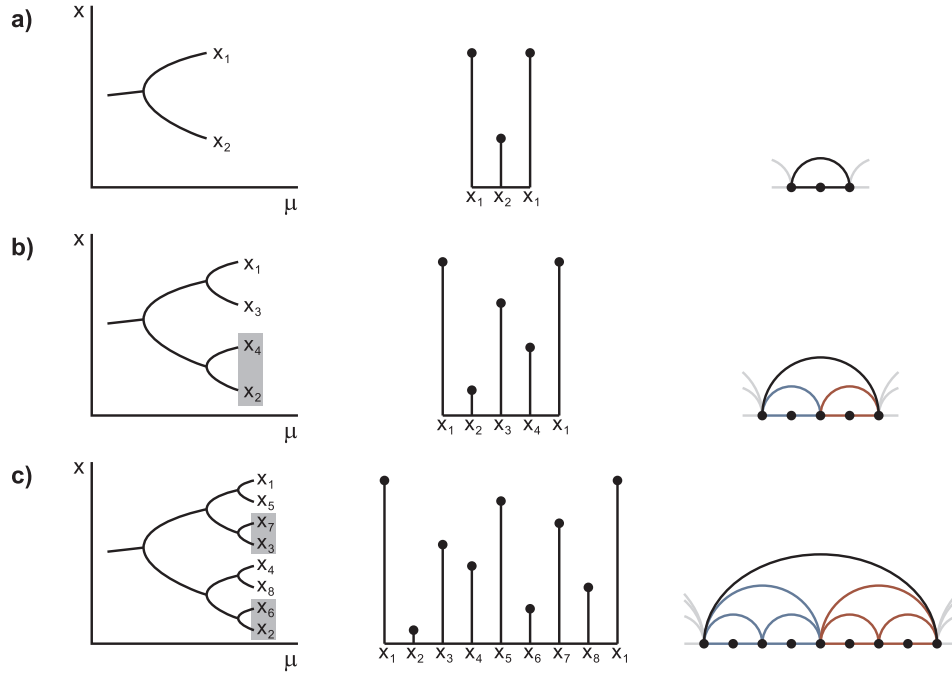 a)
x
x₁
x₂
μ
x₁ x₂ x₁
b)
x
x₁
x₃
x₄
x₂
μ
x₁ x₂ x₃ x₄ x₁
c)
x
x₁
x₅
x₇
x₃
x₄
x₈
x₆
x₂
μ
x₁ x₂ x₃ x₄ x₅ x₆ x₇ x₈ x₁